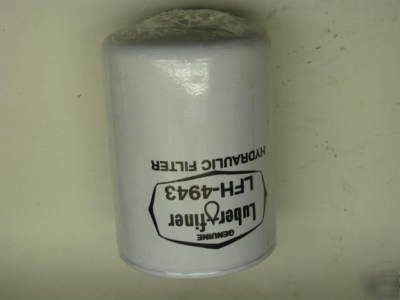 GENUINE
Luber finer
LFH-4943
HYDRAULIC FILTER